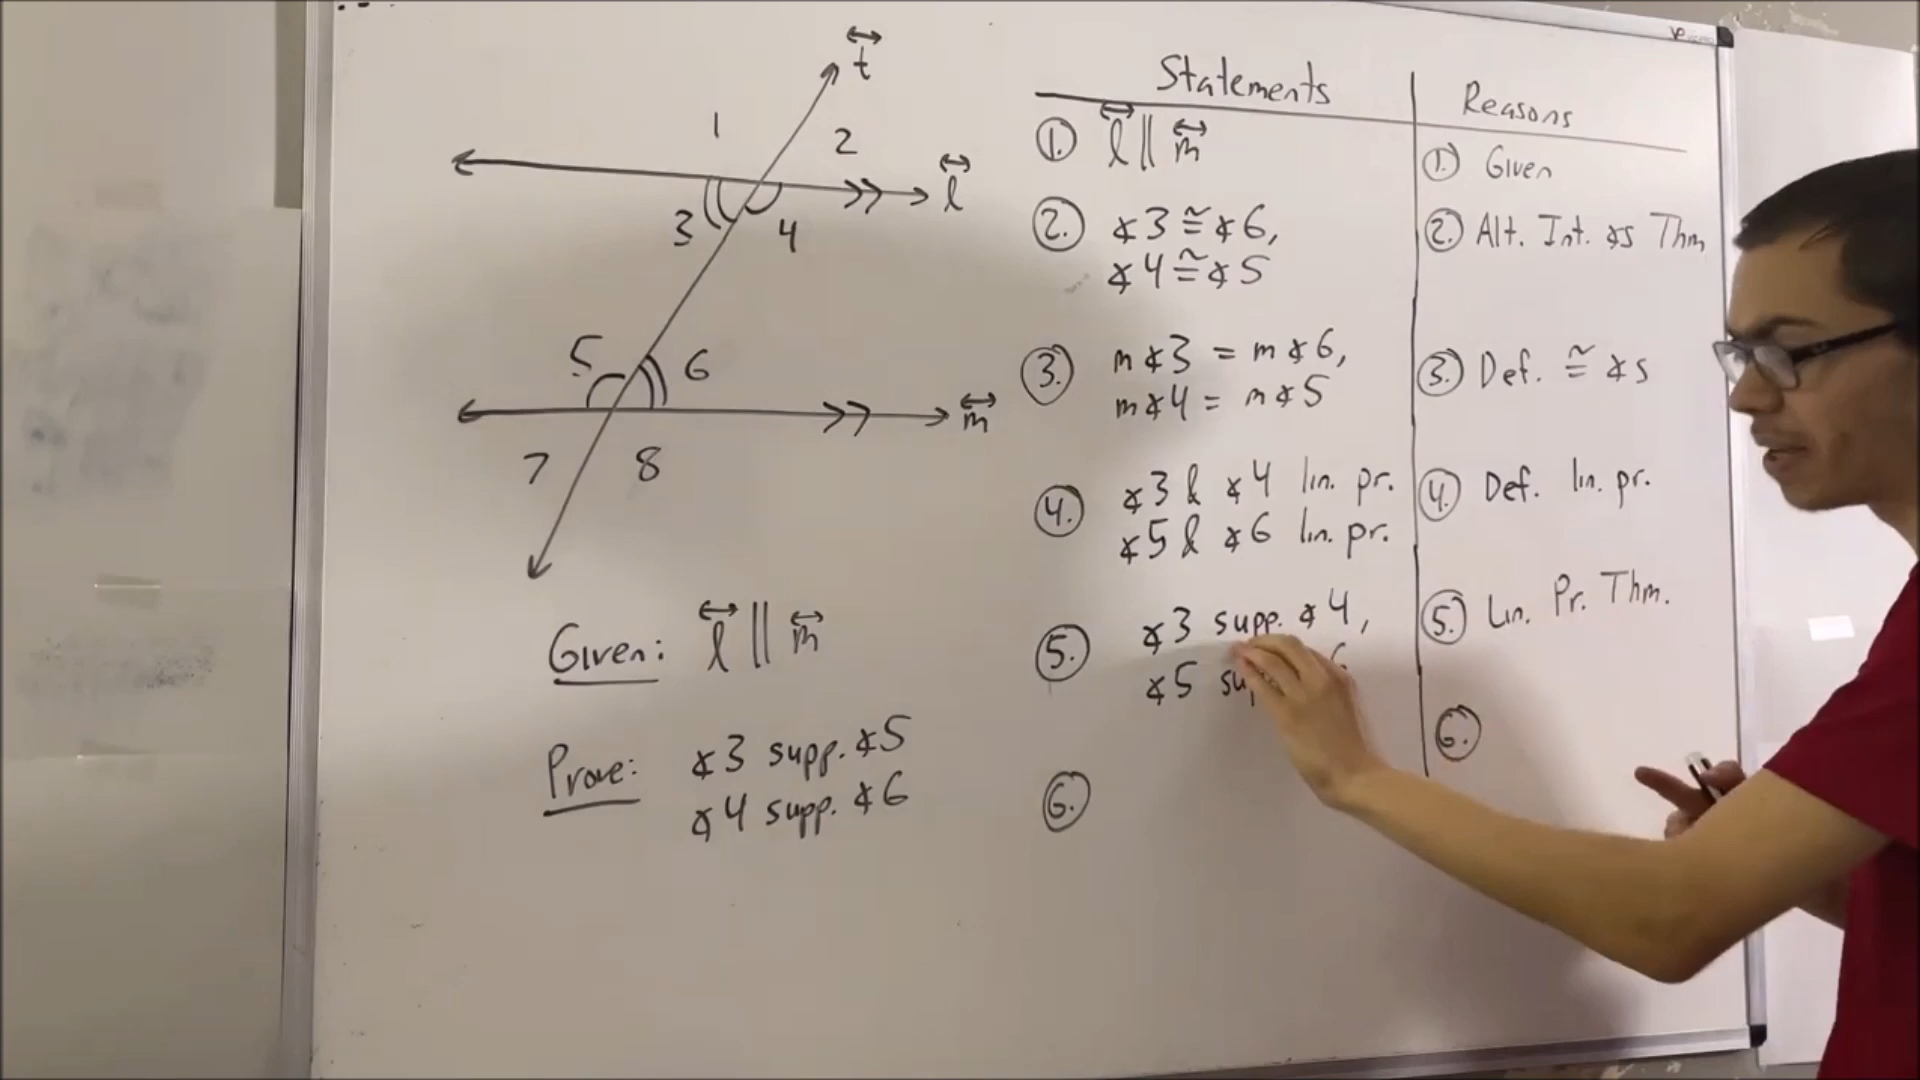 t
1
2
l
3
4
5
6
m
7
8
Given: l || m
Prove: ∡3 supp. ∡5
∡4 supp. ∡6
Statements
Reasons
1. l || m
1. Given
2. ∡3 ≅ ∡6,
∡4 ≅ ∡5
2. Alt. Int. ∡s Thm
3. m∡3 = m∡6,
m∡4 = m∡5
3. Def. ≅ ∡s
4. ∡3 & ∡4 lin. pr.
∡5 & ∡6 lin. pr.
4. Def. lin. pr.
5. ∡3 supp. ∡4,
∡5 6
5. Lin. Pr. Thm.
6.
6.